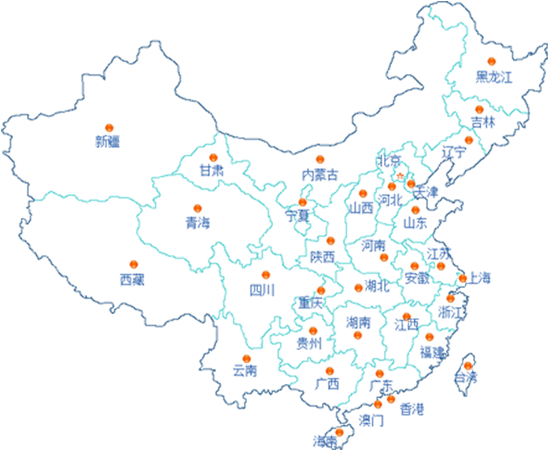 黑龙江
吉林
新疆
辽宁
北京
甘肃
内蒙古
天津
河北
山西
宁夏
青海
山东
河南
江苏
陕西
西藏
安徽
上海
四川
湖北
重庆
浙江
湖南
江西
贵州
福建
云南
台湾
广西
广东
香港
澳门
海南